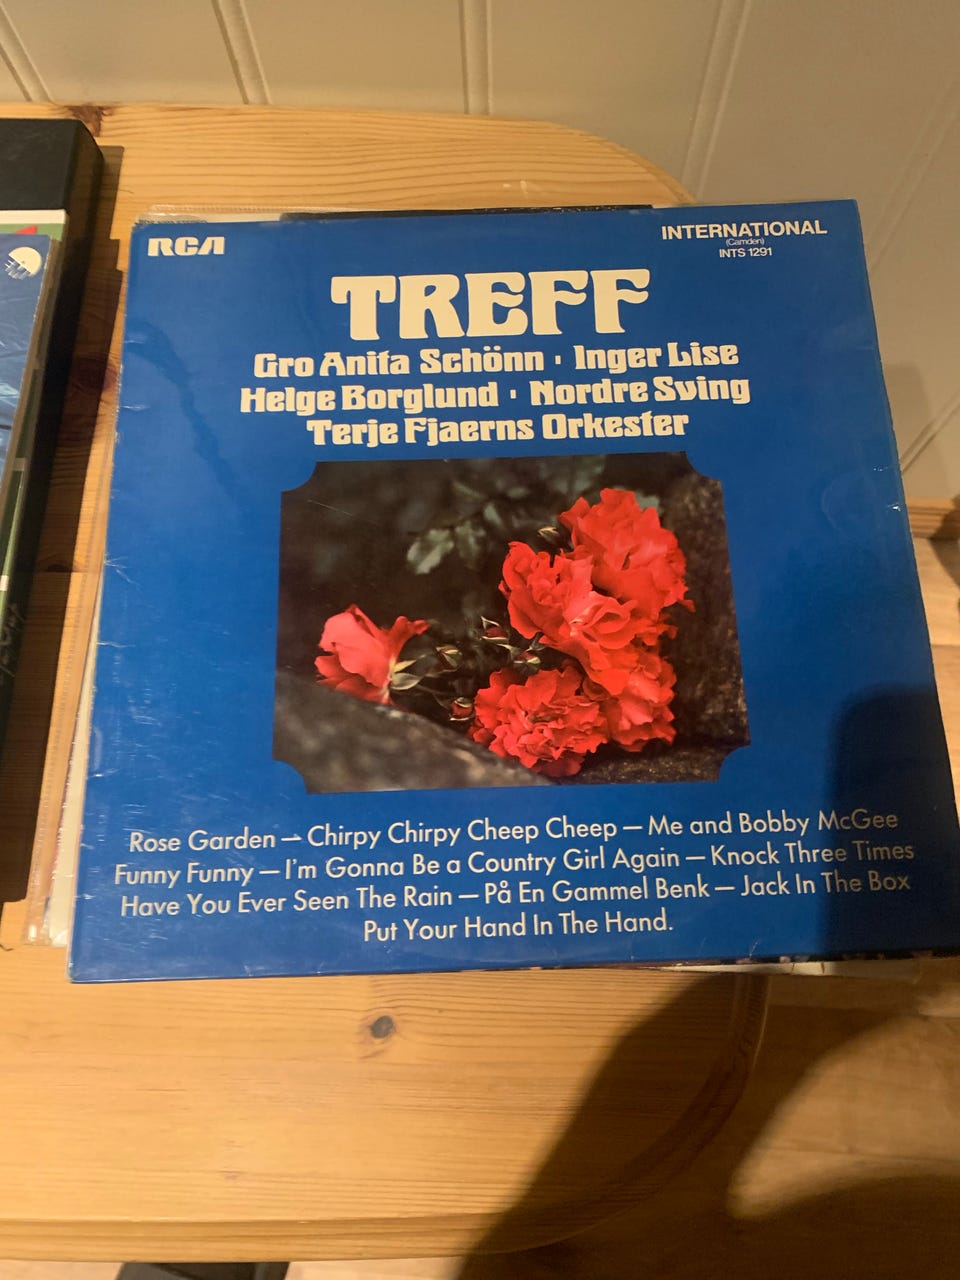 RCA
INTERNATIONAL
(Camden)
INTS 1291
TREFF
Gro Anita Schönn · Inger Lise
Helge Borglund · Nordre Sving
Terje Fjaerns Orkester
Rose Garden — Chirpy Chirpy Cheep Cheep — Me and Bobby McGee
Funny Funny — I'm Gonna Be a Country Girl Again — Knock Three Times
Have You Ever Seen The Rain — På En Gammel Benk — Jack In The Box
Put Your Hand In The Hand.